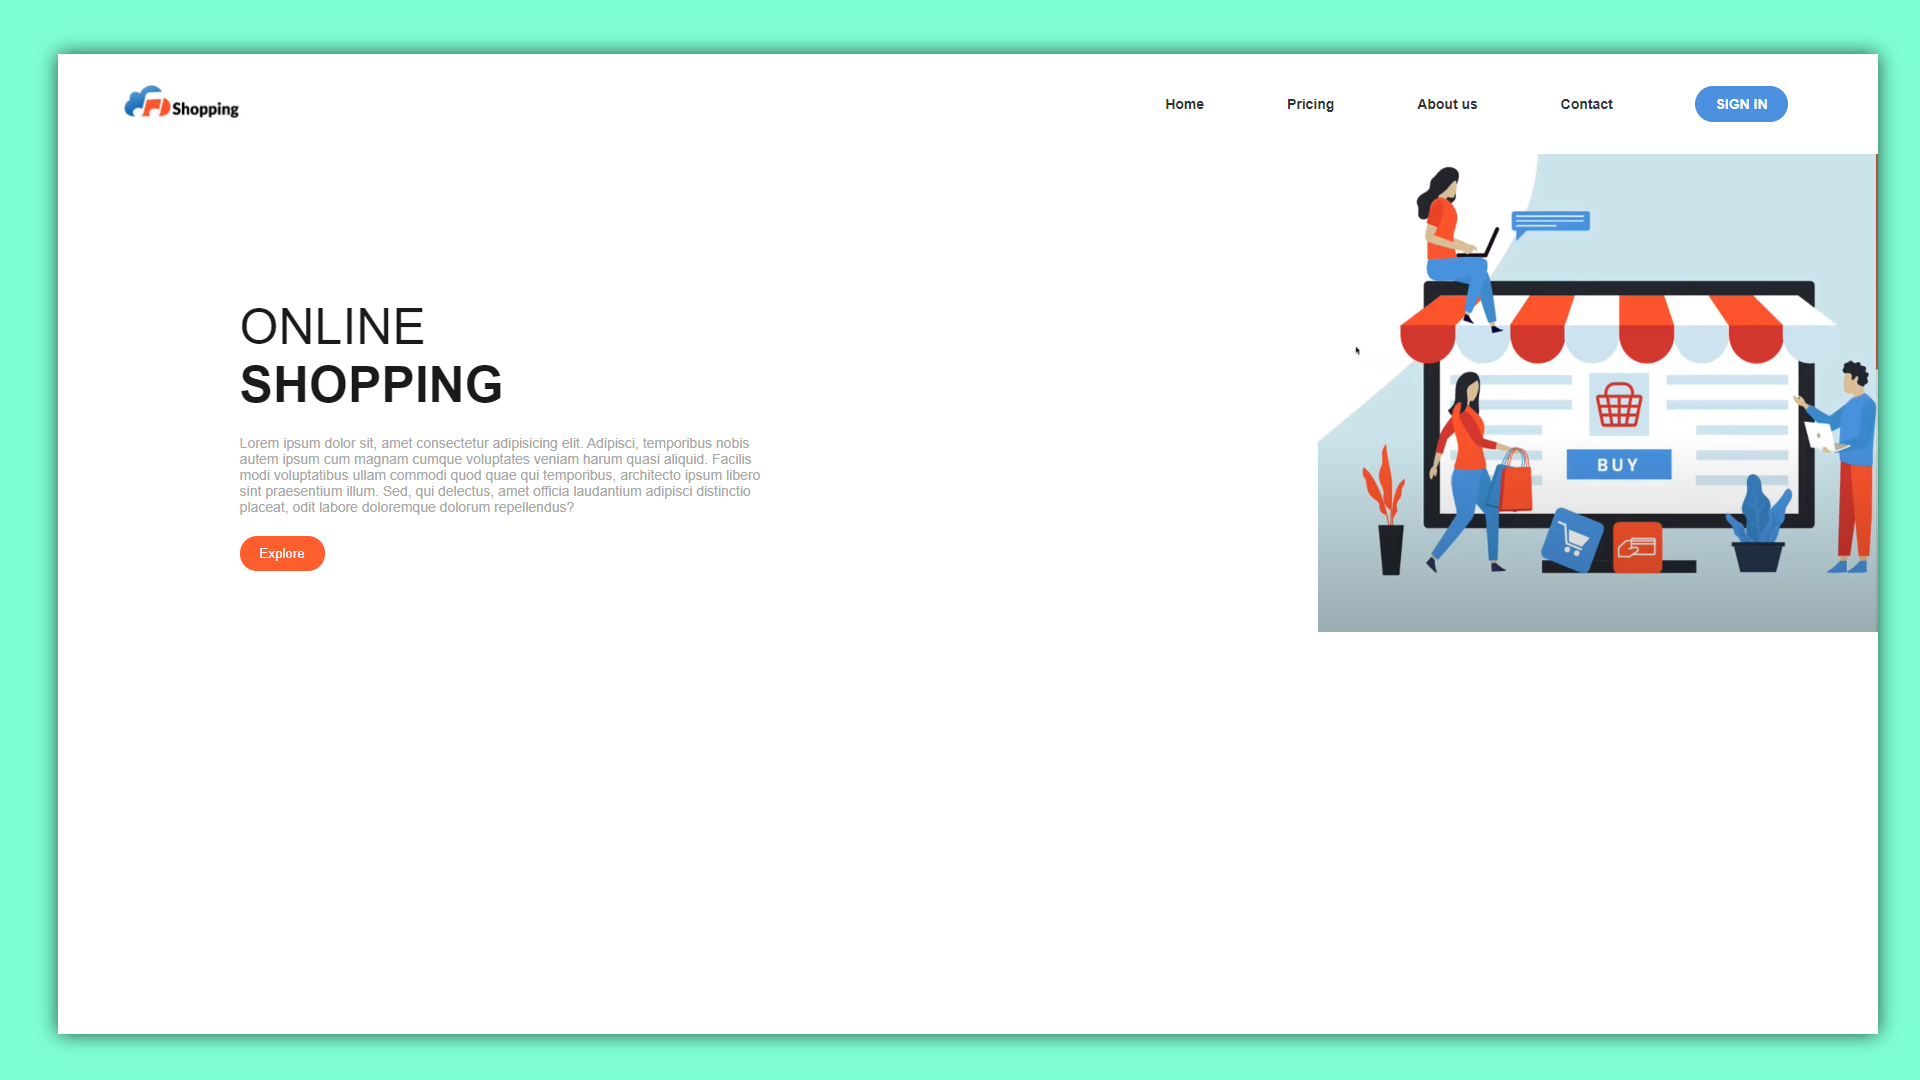 Shopping
Home
Pricing
About us
Contact
SIGN IN
ONLINE
SHOPPING
Lorem ipsum dolor sit, amet consectetur adipisicing elit. Adipisci, temporibus nobis
autem ipsum cum magnam cumque voluptates veniam harum quasi aliquid. Facilis
modi voluptatibus ullam commodi quod quae qui temporibus, architecto ipsum libero
sint praesentium illum. Sed, qui delectus, amet officia laudantium adipisci distinctio
placeat, odit labore doloremque dolorum repellendus?
Explore
BUY